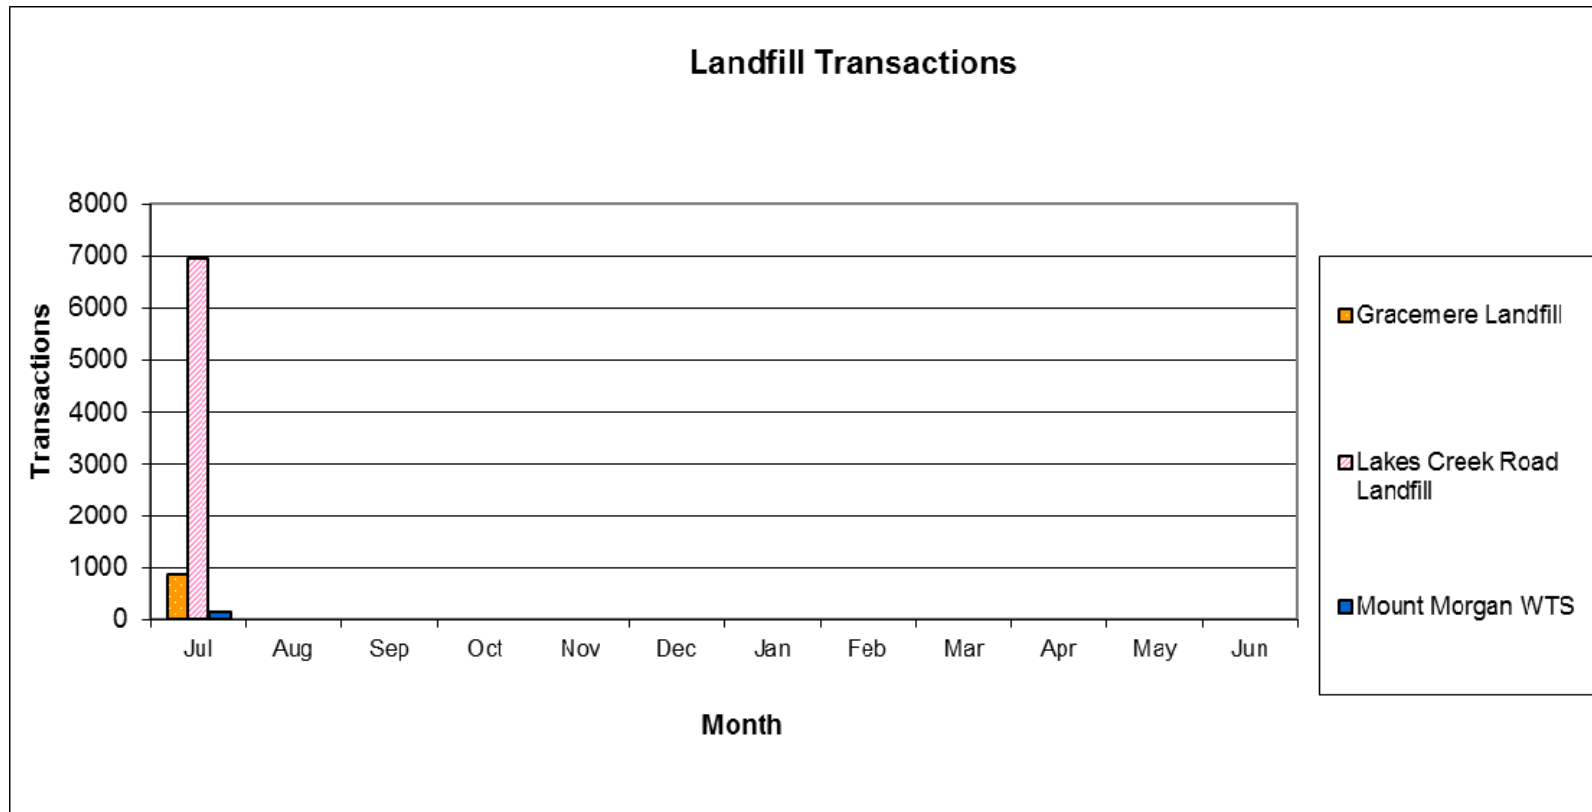 Landfill Transactions
8000
7000
6000
5000
4000
3000
2000
1000
0
Transactions
Jul Aug Sep Oct Nov Dec Jan Feb Mar Apr May Jun
Month
Gracemere Landfill
Lakes Creek Road
Landfill
Mount Morgan WTS